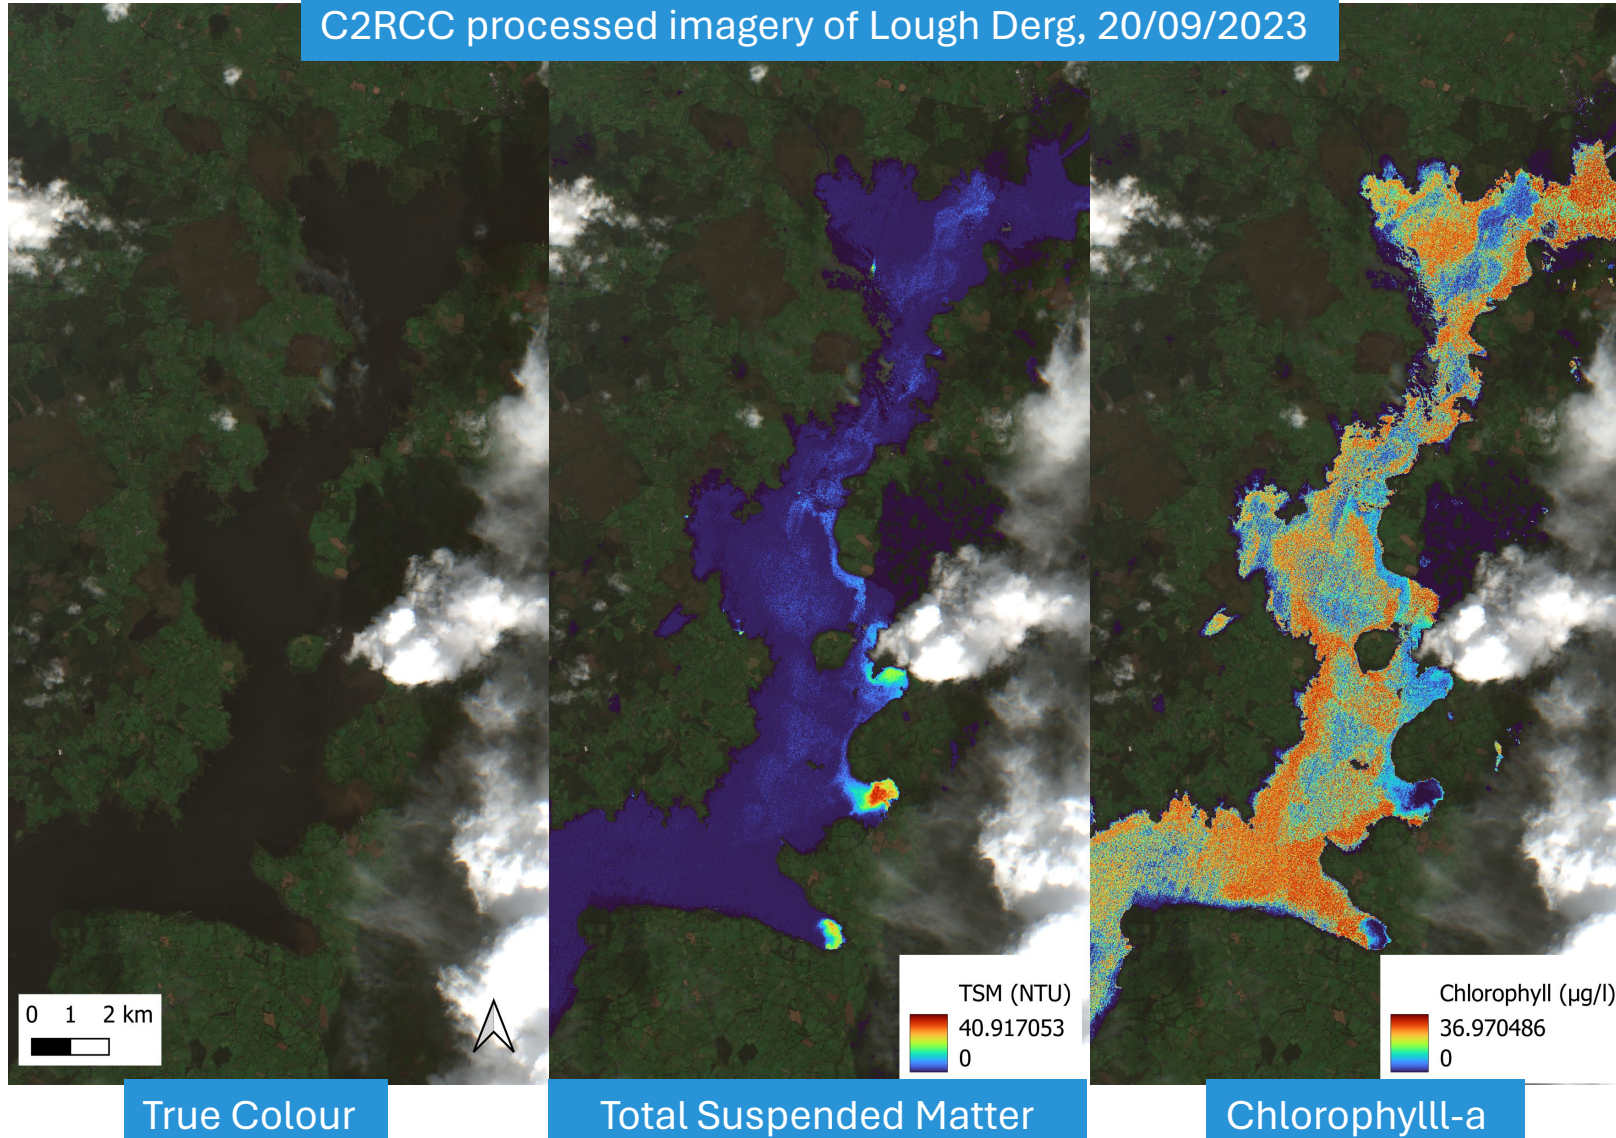 C2RCC processed imagery of Lough Derg, 20/09/2023
0 1 2 km
TSM (NTU)
40.917053
0
Chlorophyll (µg/l)
36.970486
0
True Colour
Total Suspended Matter
Chlorophylll-a